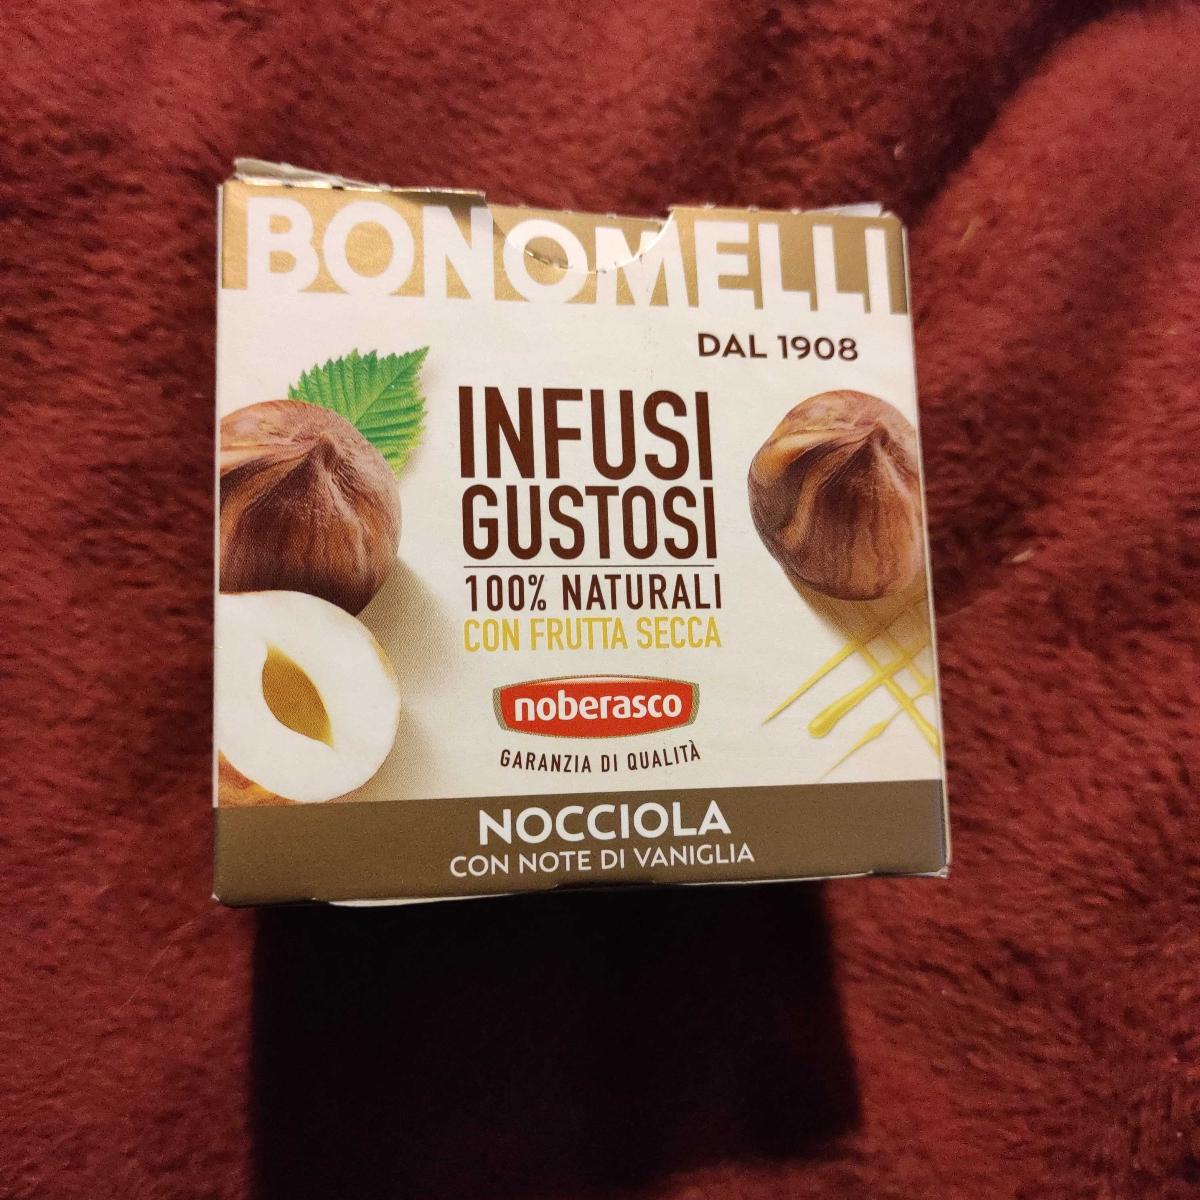 BONOMELLI
DAL 1908
INFUSI
GUSTOSI
100% NATURALI
CON FRUTTA SECCA
noberasco
GARANZIA DI QUALITÀ
NOCCIOLA
CON NOTE DI VANIGLIA